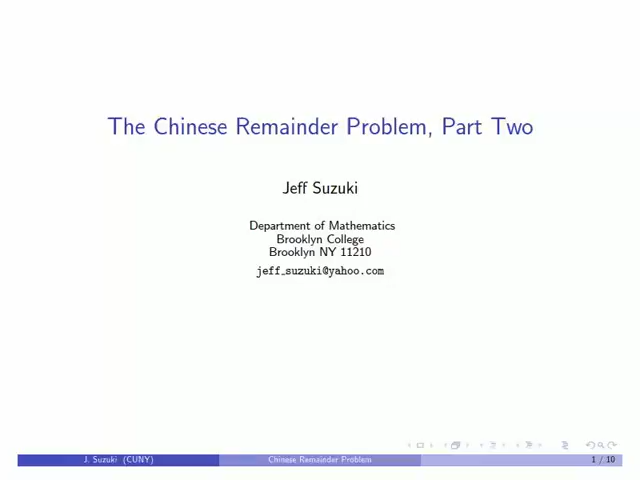 The Chinese Remainder Problem, Part Two
Jeff Suzuki
Department of Mathematics
Brooklyn College
Brooklyn NY 11210
jeff_suzuki@yahoo.com
J. Suzuki (CUNY) Chinese Remainder Problem 1 / 10